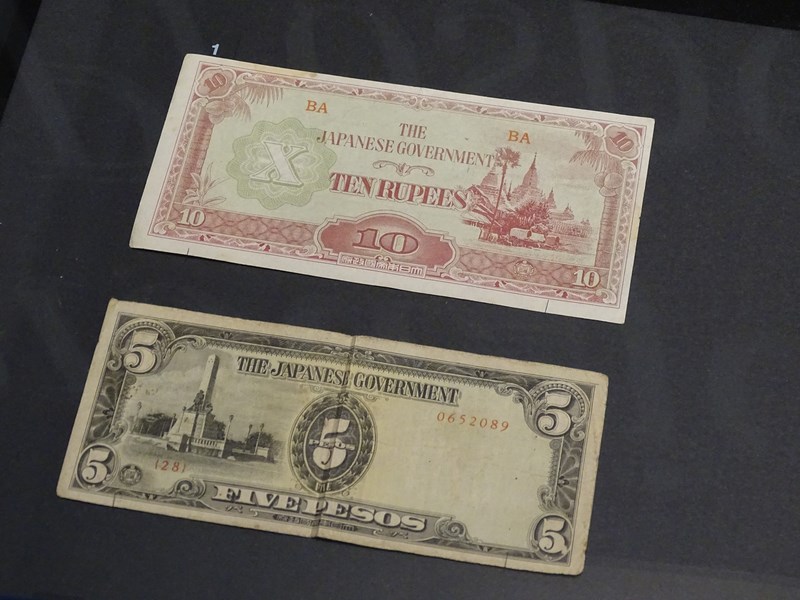 1
10
10
BA
BA
THE
JAPANESE GOVERNMENT
X
TEN RUPEES
10
10
10
5
5
THE JAPANESE GOVERNMENT
0652089
5
5
(28)
FIVE PESOS
5